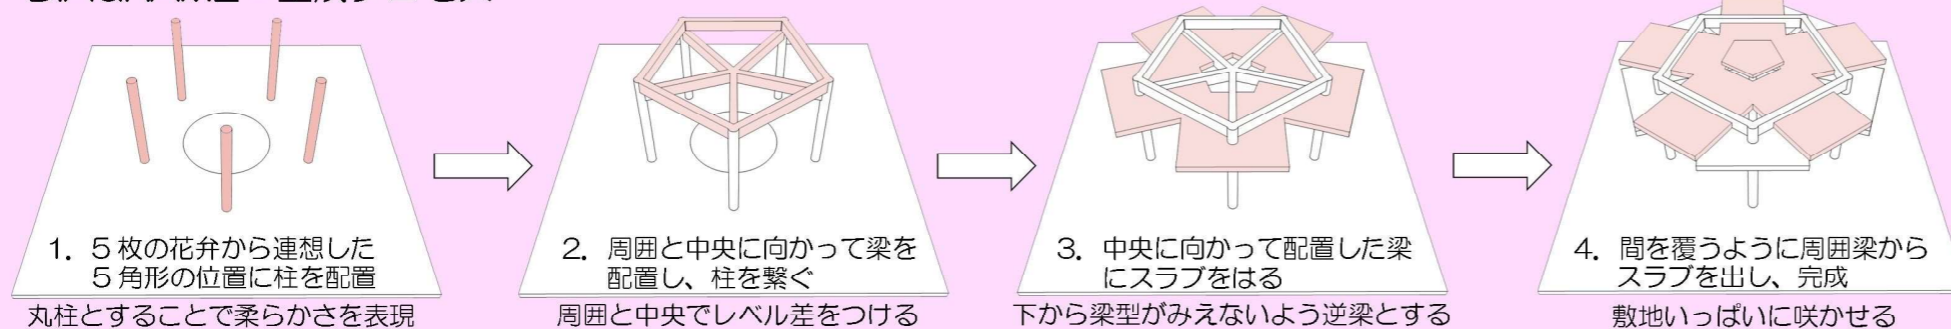 1. 5枚の花弁から連想した
5角形の位置に柱を配置
丸柱とすることで柔らかさを表現
2. 周囲と中央に向かって梁を
配置し、柱を繋ぐ
周囲と中央でレベル差をつける
3. 中央に向かって配置した梁
にスラブをはる
下から梁型がみえないよう逆梁とする
4. 間を覆うように周囲梁から
スラブを出し、完成
敷地いっぱいに咲かせる